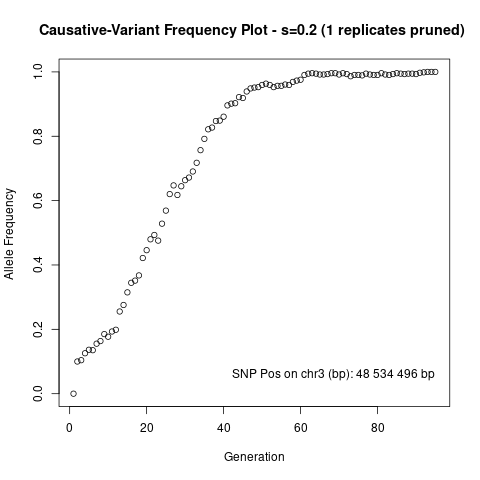 Causative-Variant Frequency Plot - s=0.2 (1 replicates pruned)
1.0
0.8
0.6
0.4
0.2
0.0
Allele Frequency
SNP Pos on chr3 (bp): 48 534 496 bp
0 20 40 60 80
Generation